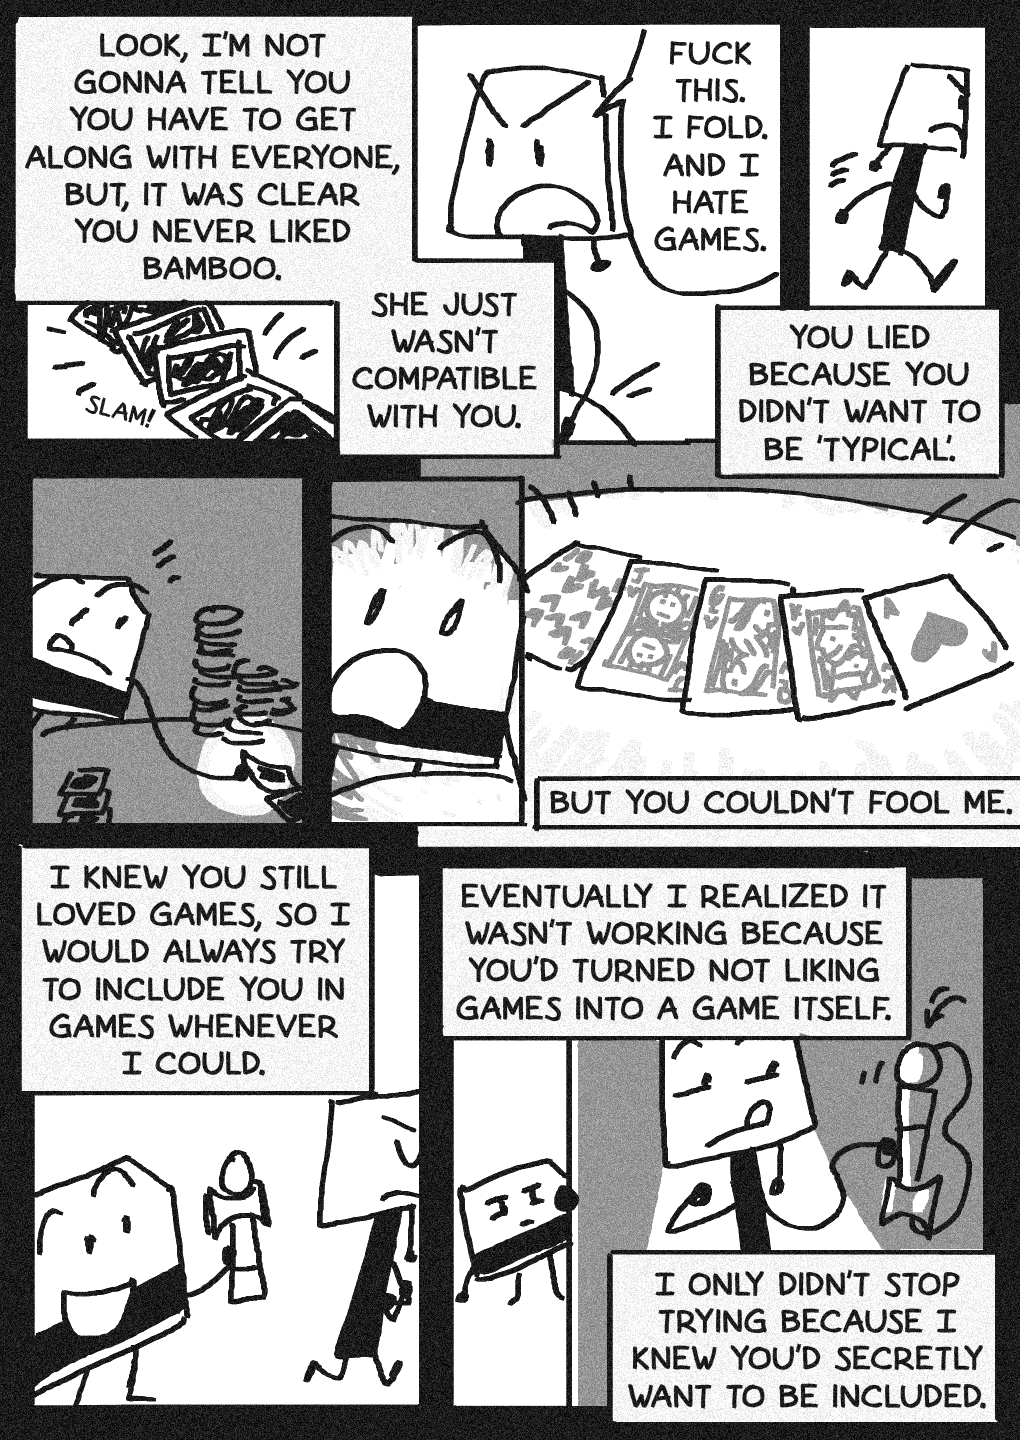 LOOK, I'M NOT
GONNA TELL YOU
YOU HAVE TO GET
ALONG WITH EVERYONE,
BUT, IT WAS CLEAR
YOU NEVER LIKED
BAMBOO.
FUCK
THIS.
I FOLD.
AND I
HATE
GAMES.
SLAM!
SHE JUST
WASN'T
COMPATIBLE
WITH YOU.
YOU LIED
BECAUSE YOU
DIDN'T WANT TO
BE 'TYPICAL'.
J
A
BUT YOU COULDN'T FOOL ME.
I KNEW YOU STILL
LOVED GAMES, SO I
WOULD ALWAYS TRY
TO INCLUDE YOU IN
GAMES WHENEVER
I COULD.
EVENTUALLY I REALIZED IT
WASN'T WORKING BECAUSE
YOU'D TURNED NOT LIKING
GAMES INTO A GAME ITSELF.
I ONLY DIDN'T STOP
TRYING BECAUSE I
KNEW YOU'D SECRETLY
WANT TO BE INCLUDED.